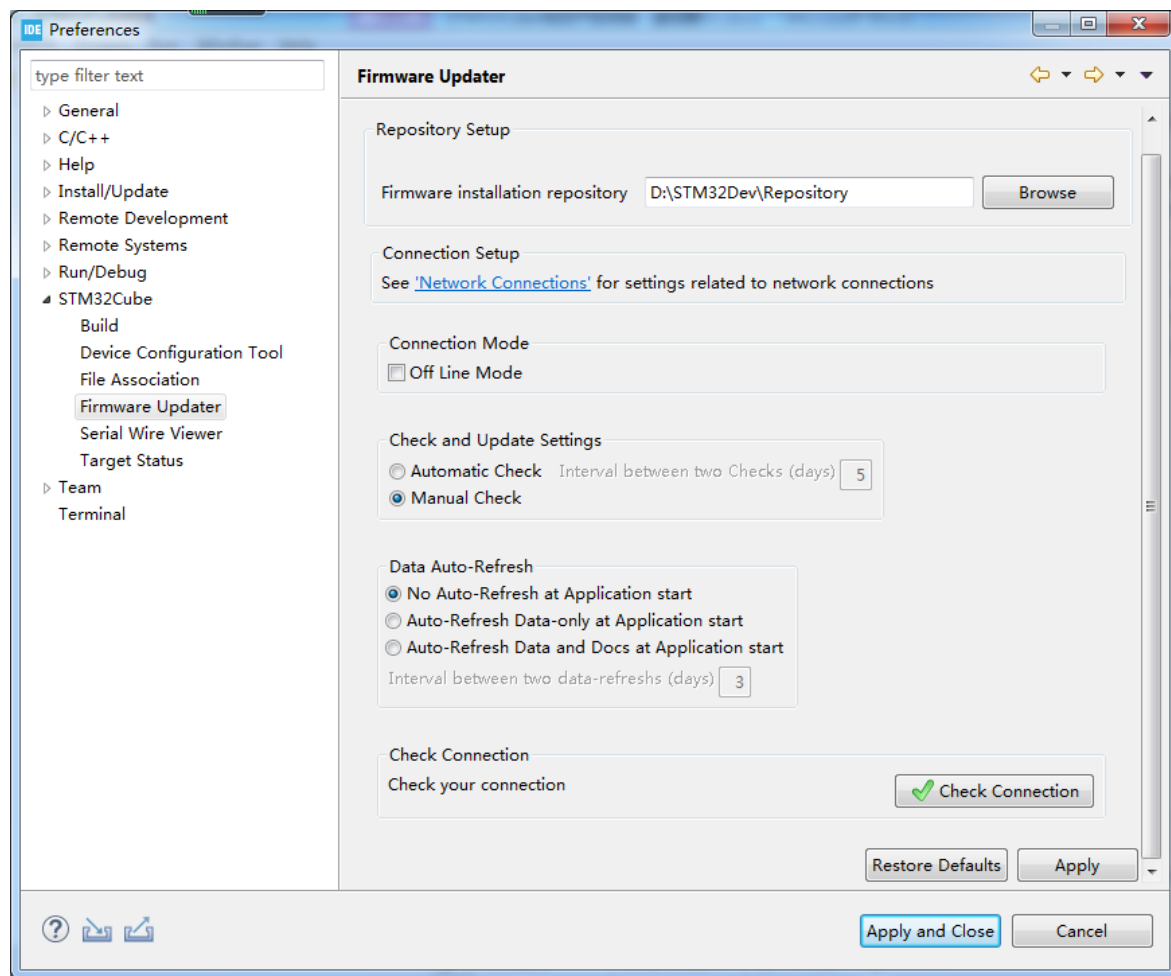 IDE Preferences
type filter text
General
C/C++
Help
Install/Update
Remote Development
Remote Systems
Run/Debug
STM32Cube
Build
Device Configuration Tool
File Association
Firmware Updater
Serial Wire Viewer
Target Status
Team
Terminal
Firmware Updater
Repository Setup
Firmware installation repository D:\STM32Dev\Repository Browse
Connection Setup
See 'Network Connections' for settings related to network connections
Connection Mode
Off Line Mode
Check and Update Settings
Automatic Check Interval between two Checks (days) 5
Manual Check
Data Auto-Refresh
No Auto-Refresh at Application start
Auto-Refresh Data-only at Application start
Auto-Refresh Data and Docs at Application start
Interval between two data-refreshs (days) 3
Check Connection
Check your connection Check Connection
Restore Defaults Apply
Apply and Close Cancel